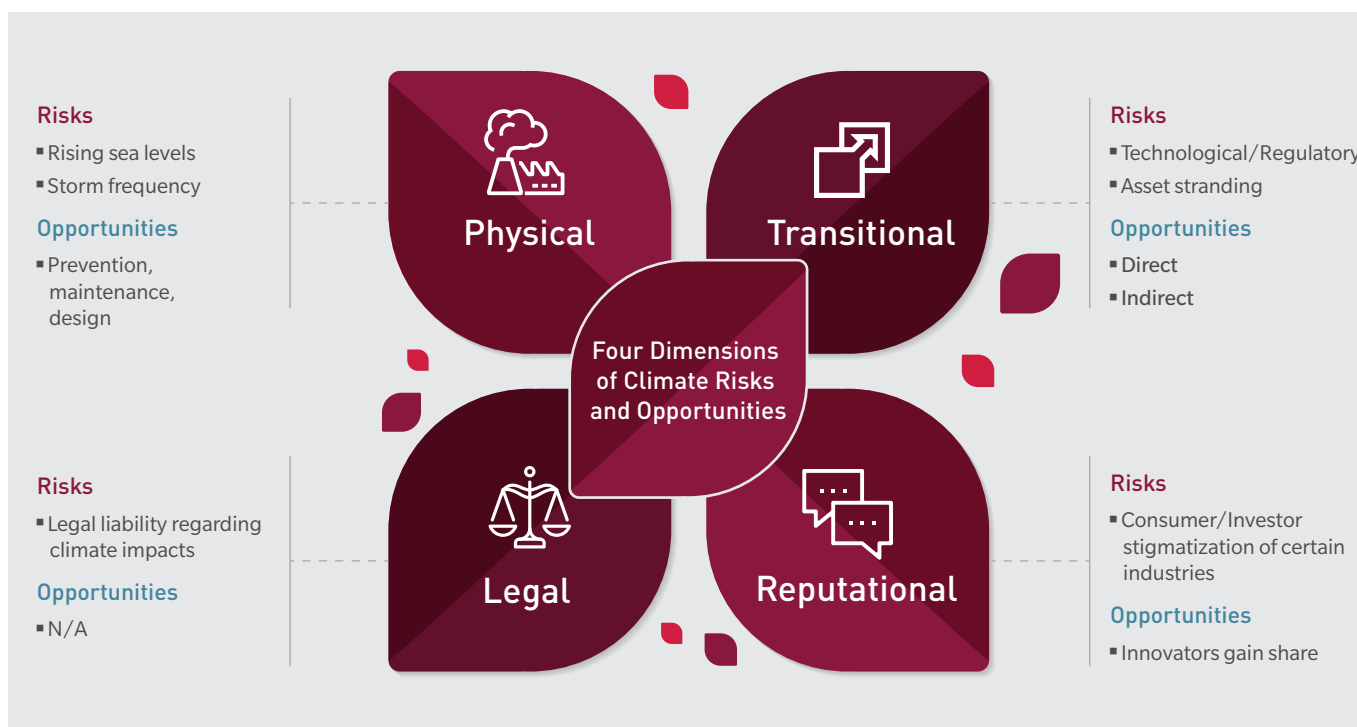 Risks
▪ Rising sea levels
▪ Storm frequency
Opportunities
▪ Prevention,
maintenance,
design
Physical
Transitional
Risks
▪ Technological/Regulatory
▪ Asset stranding
Opportunities
▪ Direct
▪ Indirect
Four Dimensions
of Climate Risks
and Opportunities
Risks
▪ Legal liability regarding
climate impacts
Opportunities
▪ N/A
Legal
Reputational
Risks
▪ Consumer/Investor
stigmatization of certain
industries
Opportunities
▪ Innovators gain share